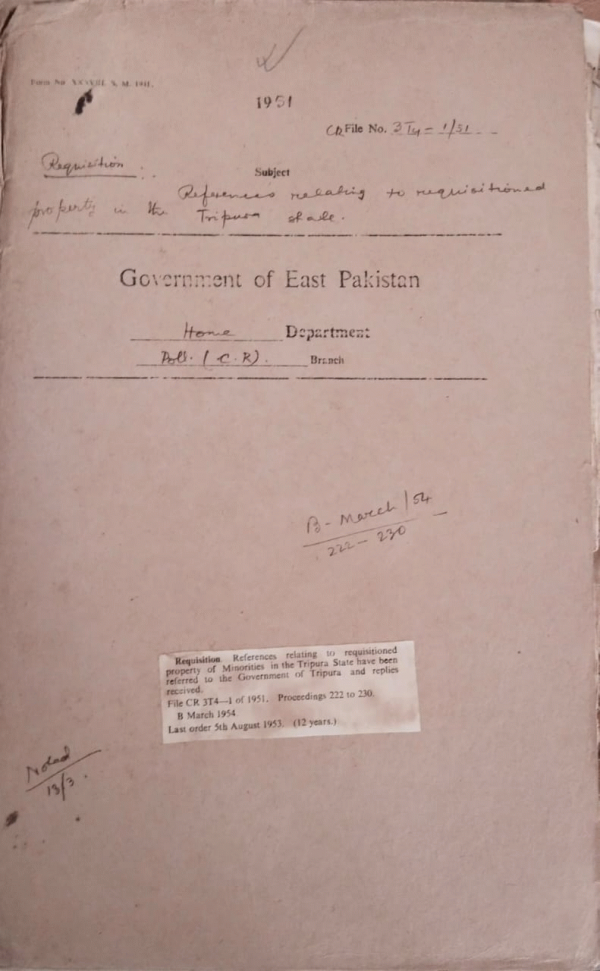 Form No.
1951
CR File No. 3T4 - 1/51
Requisition.
Subject
References relating to requisitioned
property in the Tripura state.
Government of East Pakistan
Home Department
Poll. (C.R). Branch
B - March/54
222 - 230
Requisition References relating to requisitioned
property of Minorities in the Tripura State have been
referred to the Government of Tripura and replies
received.
File CR 3T4—1 of 1951. Proceedings 222 to 230.
B March 1954
Last order 5th August 1953. (12 years.)
Noted
13/3.